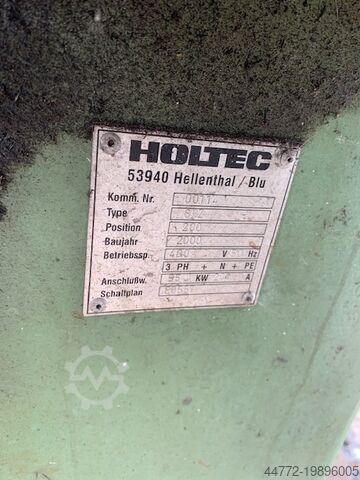 HOLTEC
53940 Hellenthal / Blu
Komm. Nr.
Type
Position 200
Baujahr 2000
Betriebssp. V Hz
3 PH + N + PE
Anschlußw. KW A
Schaltplan
44772-19896005